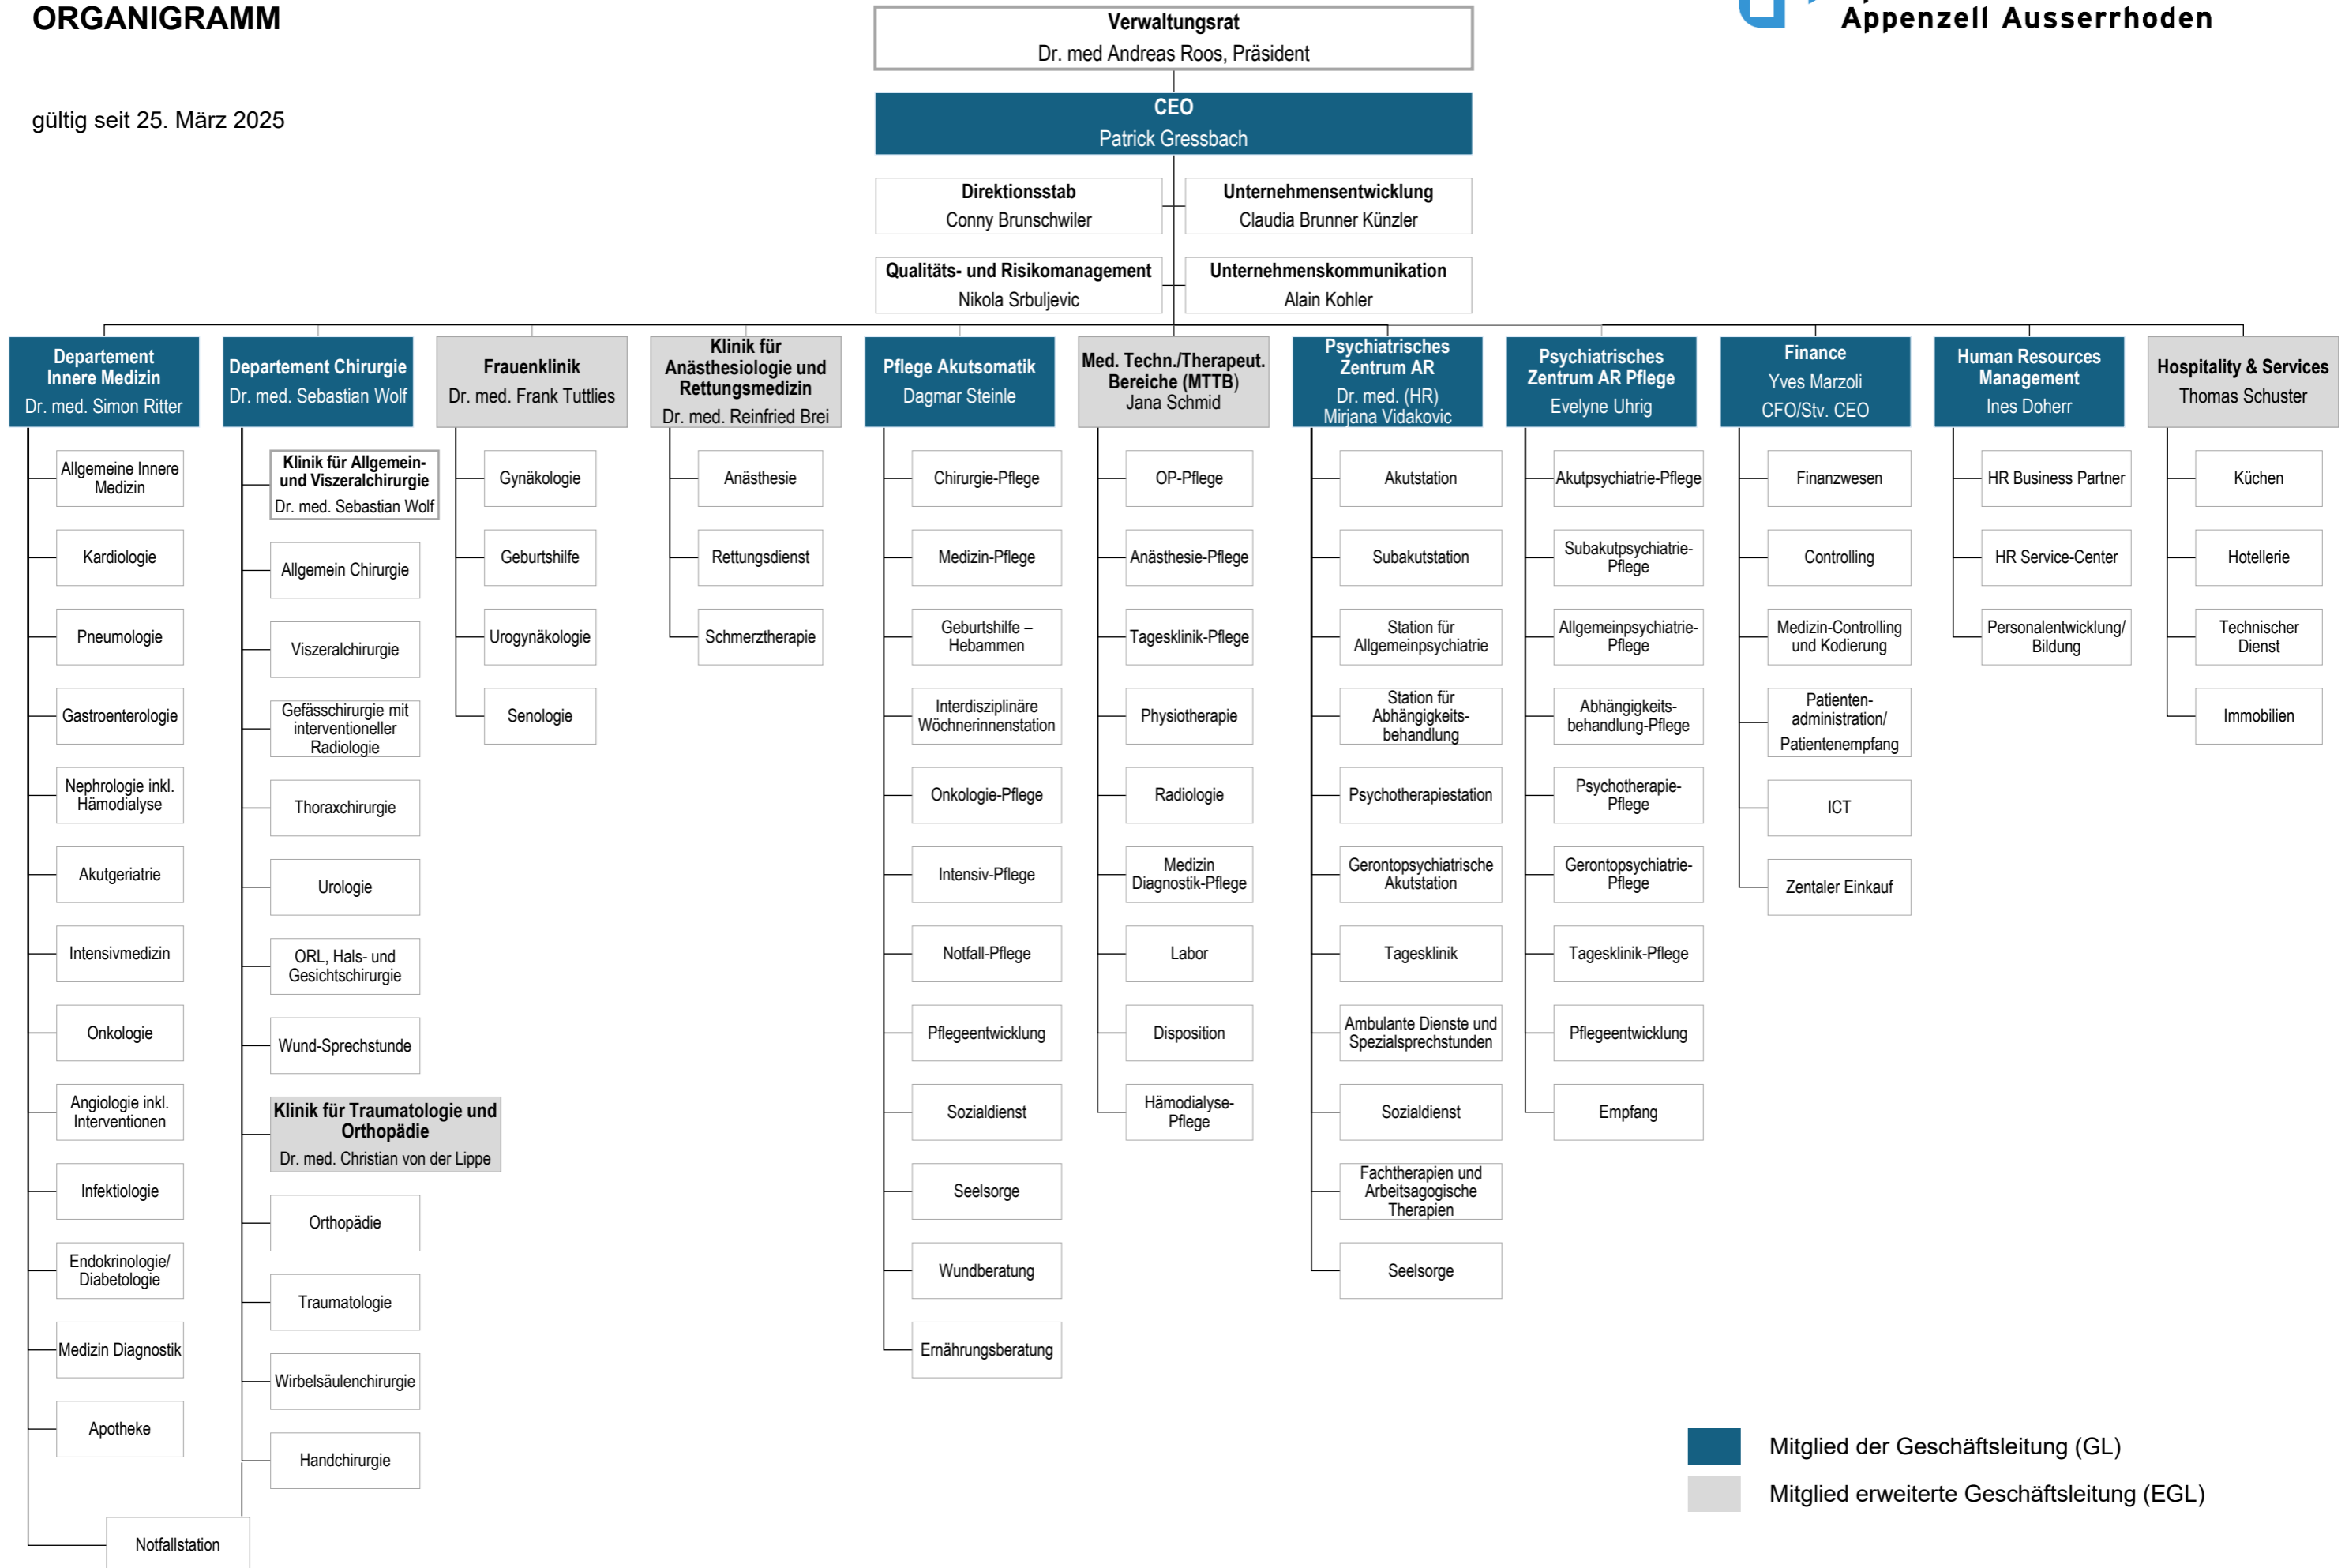 ORGANIGRAMM
gültig seit 25. März 2025
Appenzell Ausserrhoden
Verwaltungsrat
Dr. med Andreas Roos, Präsident
CEO
Patrick Gressbach
Direktionsstab
Conny Brunschwiler
Unternehmensentwicklung
Claudia Brunner Künzler
Qualitäts- und Risikomanagement
Nikola Srbuljevic
Unternehmenskommunikation
Alain Kohler
Departement
Innere Medizin
Dr. med. Simon Ritter
Allgemeine Innere
Medizin
Kardiologie
Pneumologie
Gastroenterologie
Nephrologie inkl.
Hämodialyse
Akutgeriatrie
Intensivmedizin
Onkologie
Angiologie inkl.
Interventionen
Infektiologie
Endokrinologie/
Diabetologie
Medizin Diagnostik
Apotheke
Notfallstation
Departement Chirurgie
Dr. med. Sebastian Wolf
Klinik für Allgemein-
und Viszeralchirurgie
Dr. med. Sebastian Wolf
Allgemein Chirurgie
Viszeralchirurgie
Gefässchirurgie mit
interventioneller
Radiologie
Thoraxchirurgie
Urologie
ORL, Hals- und
Gesichtschirurgie
Wund-Sprechstunde
Klinik für Traumatologie und
Orthopädie
Dr. med. Christian von der Lippe
Orthopädie
Traumatologie
Wirbelsäulenchirurgie
Handchirurgie
Frauenklinik
Dr. med. Frank Tuttlies
Gynäkologie
Geburtshilfe
Urogynäkologie
Senologie
Klinik für
Anästhesiologie und
Rettungsmedizin
Dr. med. Reinfried Brei
Anästhesie
Rettungsdienst
Schmerztherapie
Pflege Akutsomatik
Dagmar Steinle
Chirurgie-Pflege
Medizin-Pflege
Geburtshilfe –
Hebammen
Interdisziplinäre
Wöchnerinnenstation
Onkologie-Pflege
Intensiv-Pflege
Notfall-Pflege
Pflegeentwicklung
Sozialdienst
Seelsorge
Wundberatung
Ernährungsberatung
Med. Techn./Therapeut.
Bereiche (MTTB)
Jana Schmid
OP-Pflege
Anästhesie-Pflege
Tagesklinik-Pflege
Physiotherapie
Radiologie
Medizin
Diagnostik-Pflege
Labor
Disposition
Hämodialyse-
Pflege
Psychiatrisches
Zentrum AR
Dr. med. (HR)
Mirjana Vidakovic
Akutstation
Subakutstation
Station für
Allgemeinpsychiatrie
Station für
Abhängigkeits-
behandlung
Psychotherapiestation
Gerontopsychiatrische
Akutstation
Tagesklinik
Ambulante Dienste und
Spezialsprechstunden
Sozialdienst
Fachtherapien und
Arbeitsagogische
Therapien
Seelsorge
Psychiatrisches
Zentrum AR Pflege
Evelyne Uhrig
Akutpsychiatrie-Pflege
Subakutpsychiatrie-
Pflege
Allgemeinpsychiatrie-
Pflege
Abhängigkeits-
behandlung-Pflege
Psychotherapie-
Pflege
Gerontopsychiatrie-
Pflege
Tagesklinik-Pflege
Pflegeentwicklung
Empfang
Finance
Yves Marzoli
CFO/Stv. CEO
Finanzwesen
Controlling
Medizin-Controlling
und Kodierung
Patienten-
administration/
Patientenempfang
ICT
Zentaler Einkauf
Human Resources
Management
Ines Doherr
HR Business Partner
HR Service-Center
Personalentwicklung/
Bildung
Hospitality & Services
Thomas Schuster
Küchen
Hotellerie
Technischer
Dienst
Immobilien
Mitglied der Geschäftsleitung (GL)
Mitglied erweiterte Geschäftsleitung (EGL)